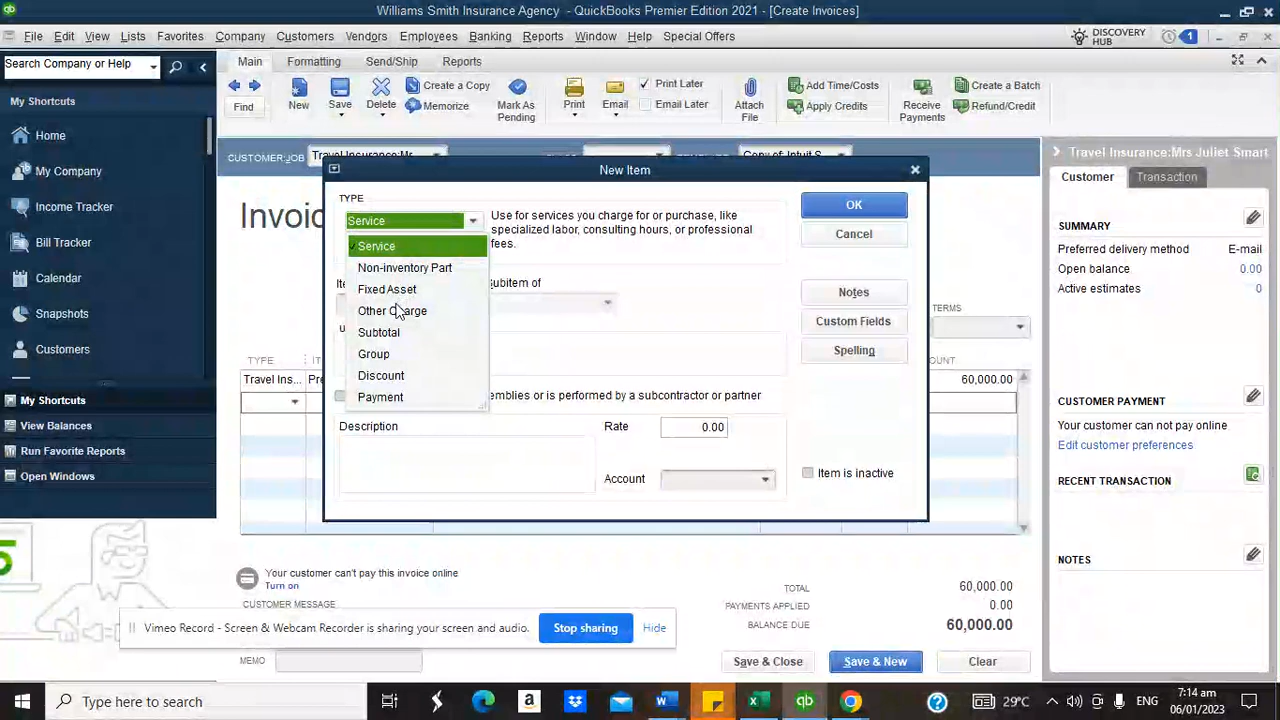 Williams Smith Insurance Agency - QuickBooks Premier Edition 2021 - [Create Invoices]
File Edit View Lists Favorites Company Customers Vendors Employees Banking Reports Window Help Special Offers
DISCOVERY HUB
1
Search Company or Help
My Shortcuts
Home
My Company
Income Tracker
Bill Tracker
Calendar
Snapshots
Customers
My Shortcuts
View Balances
Run Favorite Reports
Open Windows
Main Formatting Send/Ship Reports
Find
New
Save
Delete
Create a Copy
Memorize
Mark As Pending
Print
Email
Print Later
Email Later
Attach File
Add Time/Costs
Apply Credits
Receive Payments
Create a Batch
Refund/Credit
CUSTOMER:JOB
Travel Insurance:Mr
Copy of: Intuit S
Invoic
TERMS
TYPE
OUNT
Travel Ins...
Pre
60,000.00
New Item
TYPE
Service
Use for services you charge for or purchase, like
specialized labor, consulting hours, or professional
fees.
Service
Non-inventory Part
Fixed Asset
Other Charge
Subtotal
Group
Discount
Payment
ubitem of
emblies or is performed by a subcontractor or partner
Description
Rate
0.00
Account
OK
Cancel
Notes
Custom Fields
Spelling
Item is inactive
Your customer can't pay this invoice online
Turn on
CUSTOMER MESSAGE
TOTAL 60,000.00
PAYMENTS APPLIED 0.00
BALANCE DUE 60,000.00
MEMO
Save & Close
Save & New
Clear
Travel Insurance:Mrs Juliet Smart
Customer Transaction
SUMMARY
Preferred delivery method E-mail
Open balance 0.00
Active estimates 0
CUSTOMER PAYMENT
Your customer can not pay online
Edit customer preferences
RECENT TRANSACTION
NOTES
Vimeo Record - Screen & Webcam Recorder is sharing your screen and audio.
Stop sharing
Hide
Type here to search
29°C
ENG
7:14 am
06/01/2023